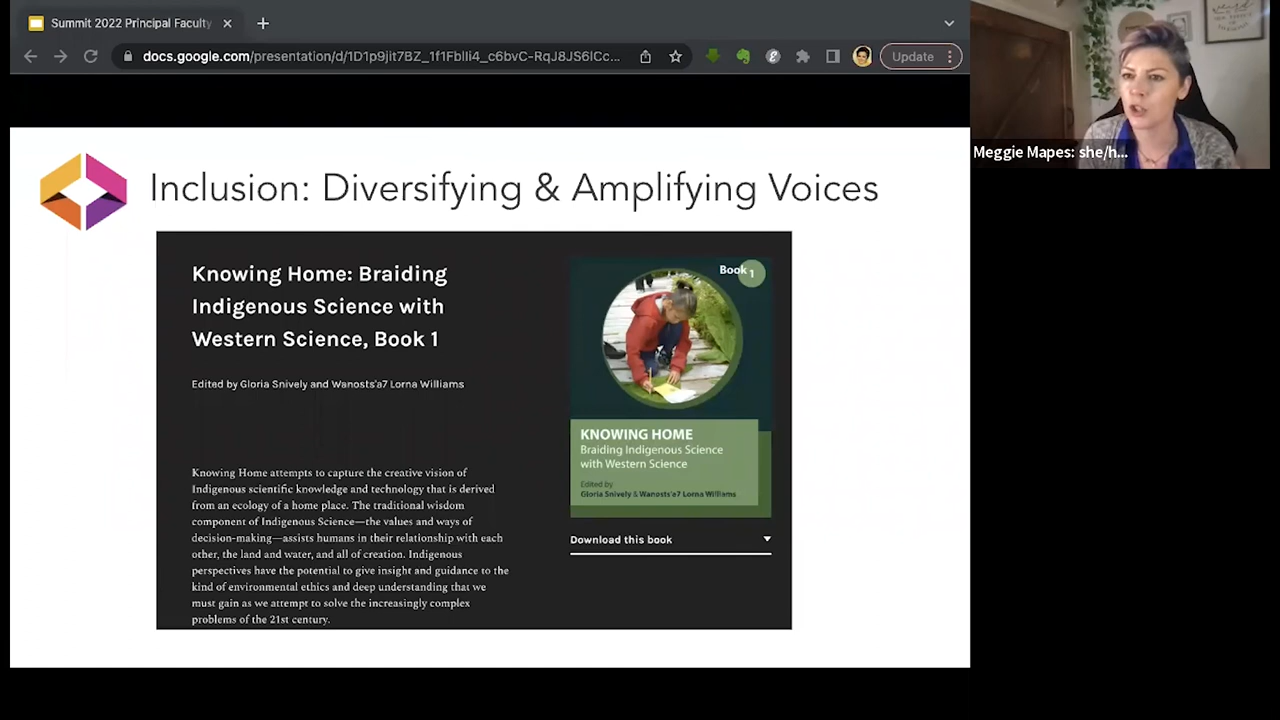 Summit 2022 Principal Faculty
docs.google.com/presentation/d/1D1p9jit7BZ_1f1FblIi4_c6bvC-RqJ8JS6lCc...
Update
Meggie Mapes: she/h...
Inclusion: Diversifying & Amplifying Voices
Knowing Home: Braiding
Indigenous Science with
Western Science, Book 1
Edited by Gloria Snively and Wanosts'a7 Lorna Williams
Knowing Home attempts to capture the creative vision of
Indigenous scientific knowledge and technology that is derived
from an ecology of a home place. The traditional wisdom
component of Indigenous Science—the values and ways of
decision-making—assists humans in their relationship with each
other, the land and water, and all of creation. Indigenous
perspectives have the potential to give insight and guidance to the
kind of environmental ethics and deep understanding that we
must gain as we attempt to solve the increasingly complex
problems of the 21st century.
Book 1
KNOWING HOME
Braiding Indigenous Science
with Western Science
Edited by
Gloria Snively & Wanosts'a7 Lorna Williams
Download this book